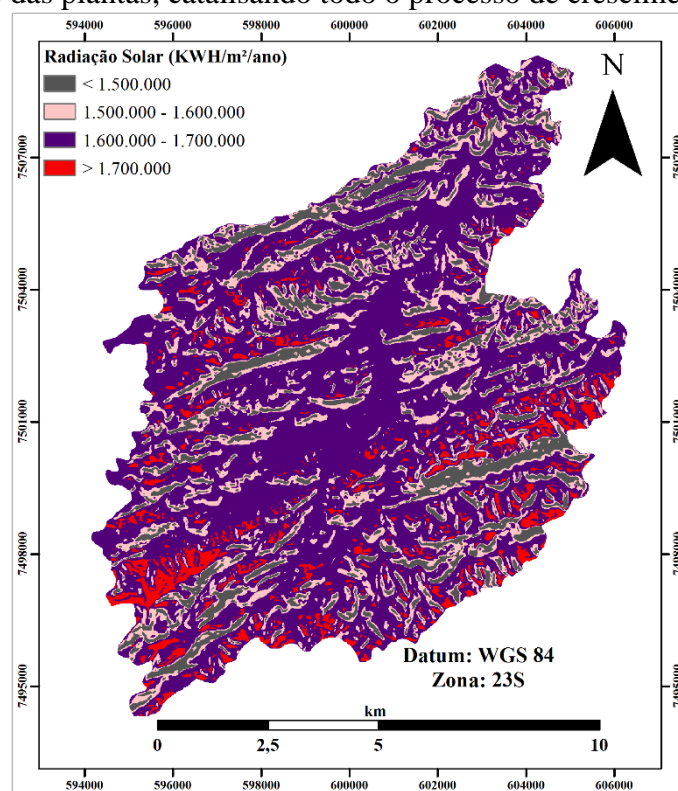 das plantas, catalisando todo o processo de
594000 596000 598000 600000 602000 604000 606000
Radiação Solar (KWH/m²/ano)
< 1.500.000
1.500.000 - 1.600.000
1.600.000 - 1.700.000
> 1.700.000
N
7507000 7507000
7504000
7501000
7498000
7495000
Datum: WGS 84
Zona: 23S
km
0 2,5 5 10
594000 596000 598000 600000 602000 604000 606000